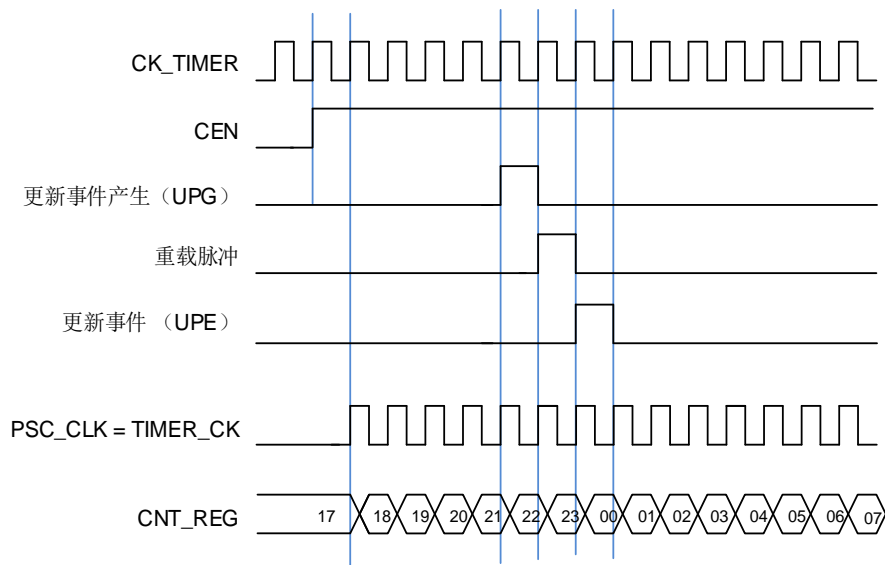 CK_TIMER
CEN
更新事件产生（UPG）
重载脉冲
更新事件 （UPE）
PSC_CLK = TIMER_CK
CNT_REG 17 18 19 20 21 22 23 00 01 02 03 04 05 06 07